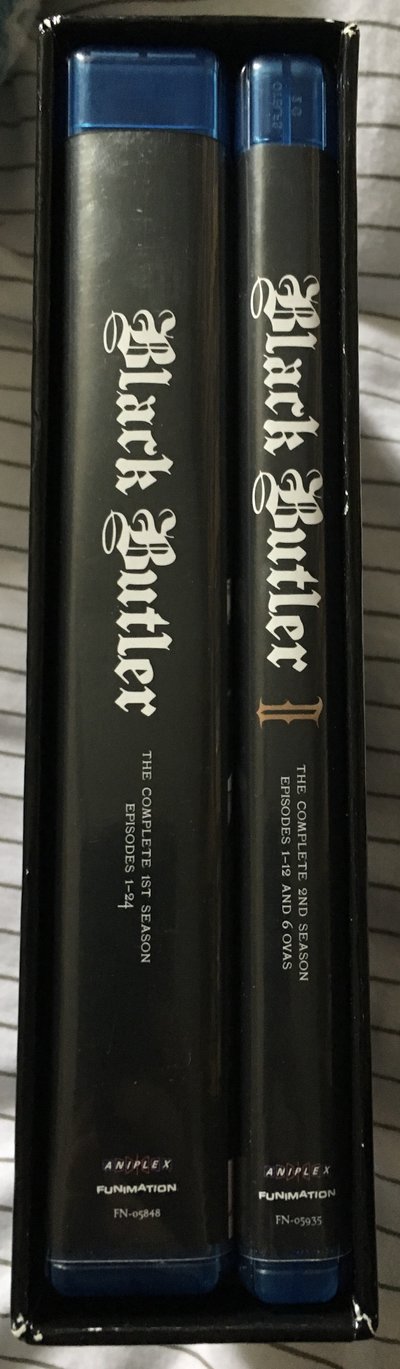 Black Butler
THE COMPLETE 1ST SEASON
EPISODES 1-24
ANIPLEX
FUNIMATION
FN-05848
Black Butler II
THE COMPLETE 2ND SEASON
EPISODES 1-12 AND 6 OVAS
ANIPLEX
FUNIMATION
FN-05935